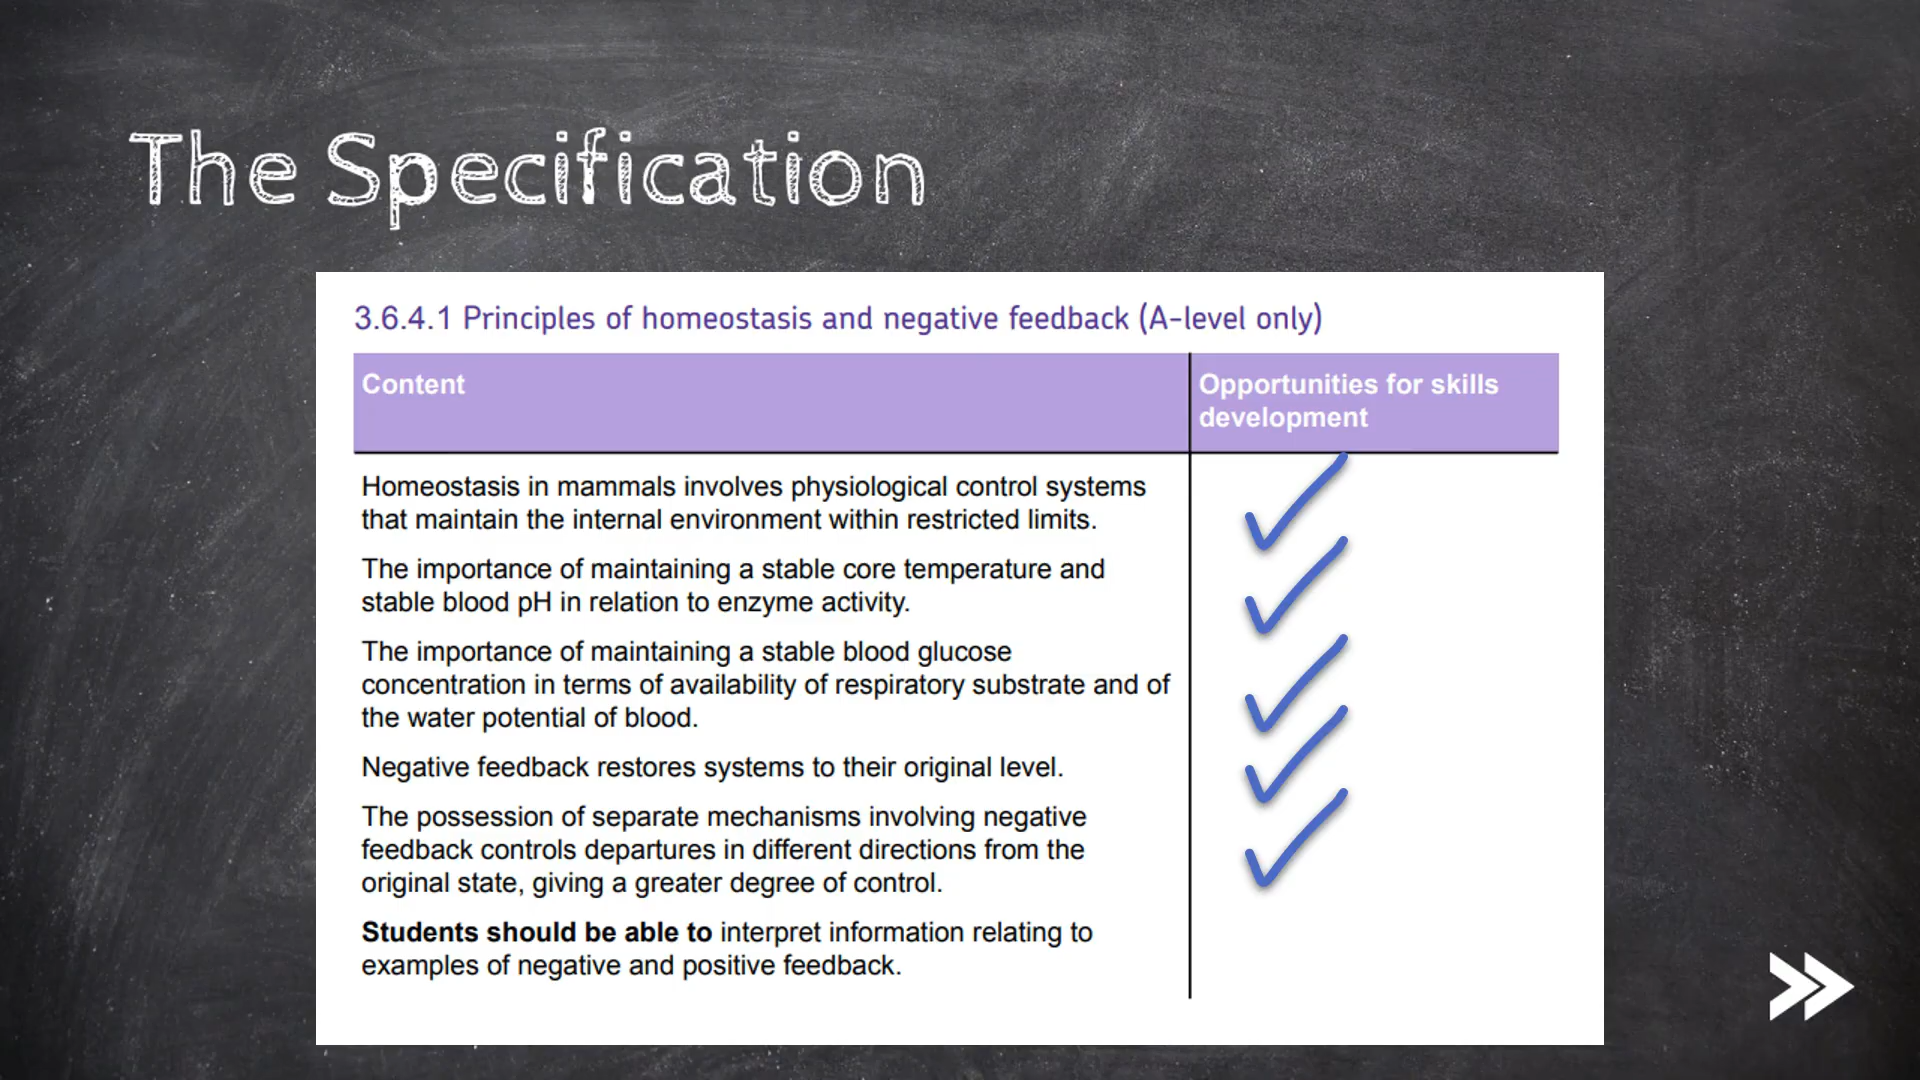 The Specification
3.6.4.1 Principles of homeostasis and negative feedback (A-level only)
Content
Opportunities for skills
development
Homeostasis in mammals involves physiological control systems
that maintain the internal environment within restricted limits.
The importance of maintaining a stable core temperature and
stable blood pH in relation to enzyme activity.
The importance of maintaining a stable blood glucose
concentration in terms of availability of respiratory substrate and of
the water potential of blood.
Negative feedback restores systems to their original level.
The possession of separate mechanisms involving negative
feedback controls departures in different directions from the
original state, giving a greater degree of control.
Students should be able to interpret information relating to
examples of negative and positive feedback.